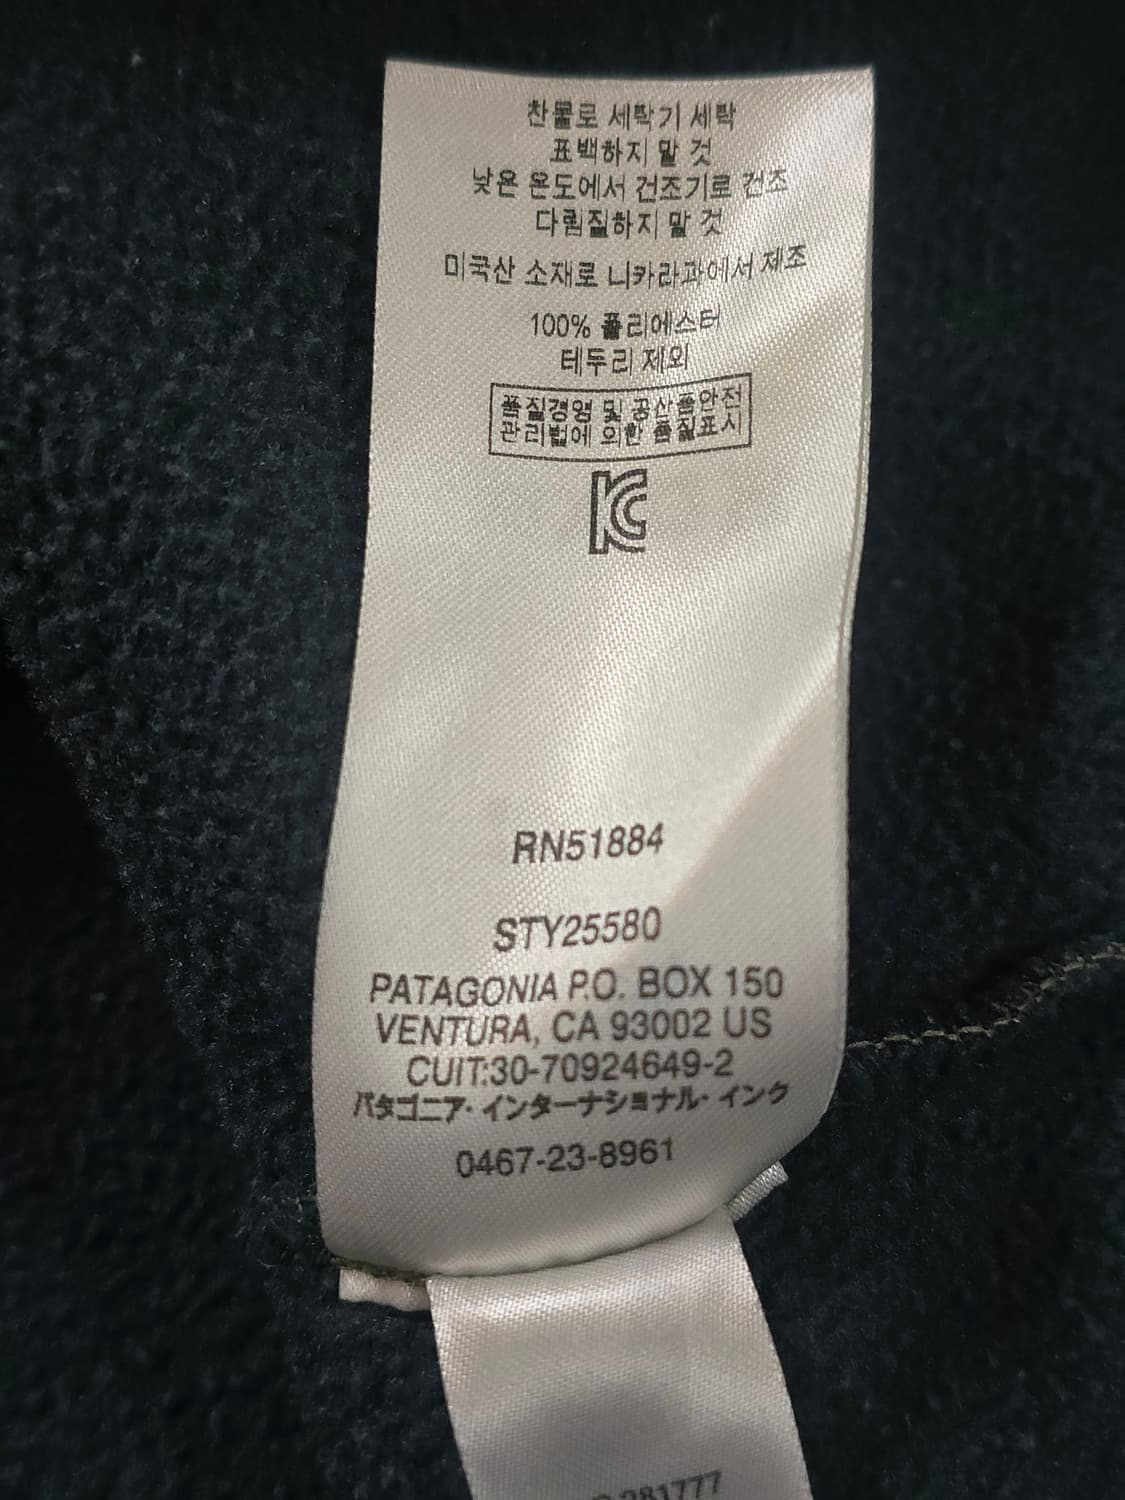 찬물로 세탁기 세탁
표백하지 말 것
낮은 온도에서 건조기로 건조
다림질하지 말 것
미국산 소재로 니카라과에서 제조
100% 폴리에스터
테두리 제외
품질경영 및 공산품안전
관리법에 의한 품질표시
KC
RN51884
STY25580
PATAGONIA P.O. BOX 150
VENTURA, CA 93002 US
CUIT:30-70924649-2
パタゴニア・インターナショナル・インク
0467-23-8961
281777